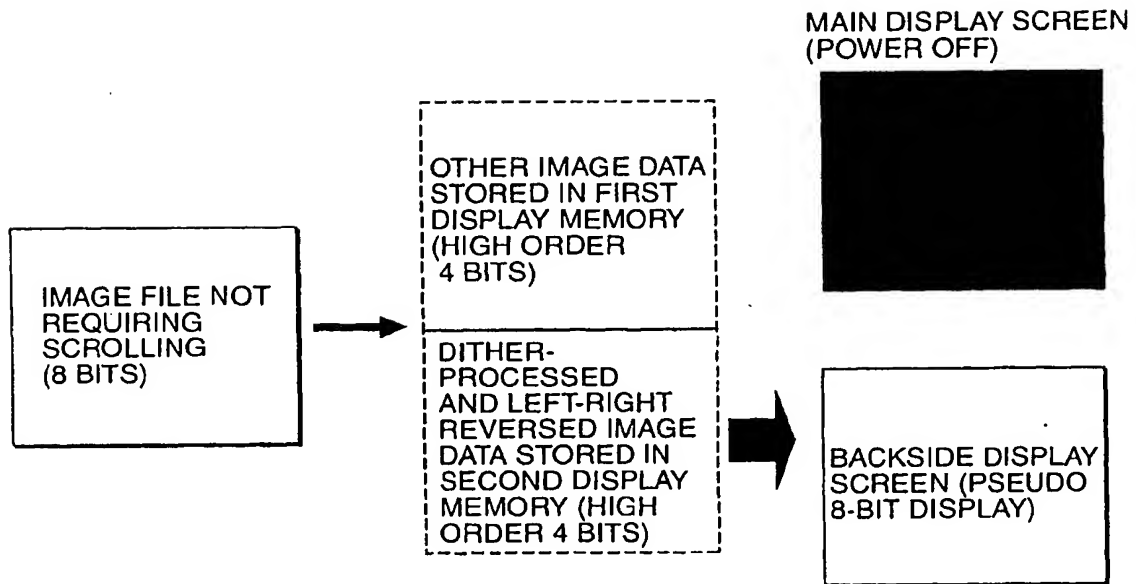 MAIN DISPLAY SCREEN
(POWER OFF)
OTHER IMAGE DATA
STORED IN FIRST
DISPLAY MEMORY
(HIGH ORDER
4 BITS)
IMAGE FILE NOT
REQUIRING
SCROLLING
(8 BITS)
DITHER-
PROCESSED
AND LEFT-RIGHT
REVERSED IMAGE
DATA STORED IN
SECOND DISPLAY
MEMORY (HIGH
ORDER 4 BITS)
BACKSIDE DISPLAY
SCREEN (PSEUDO
8-BIT DISPLAY)